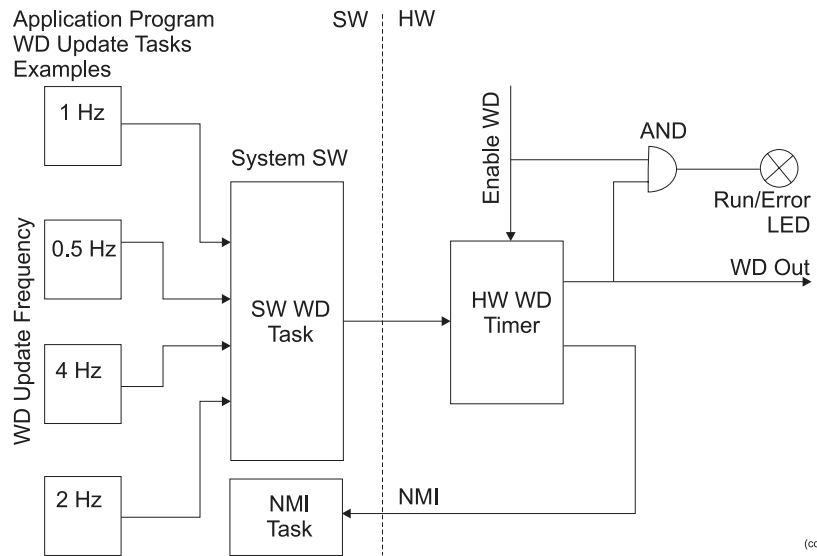 Application Program
WD Update Tasks
Examples
SW
HW
1 Hz
System SW
Enable WD
AND
Run/Error
LED
WD Update Frequency
0.5 Hz
SW WD
Task
HW WD
Timer
WD Out
4 Hz
2 Hz
NMI
Task
NMI
(co